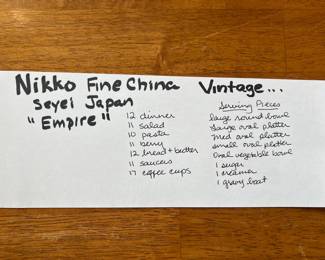 Nikko Fine China Vintage...
Seyei Japan
"Empire"
12 dinner
11 salad
10 pasta
11 berry
12 bread + butter
11 saucers
17 coffee cups
Serving Pieces
large round bowl
Large oval platter
Med oval platter
small oval platter
Oval vegetable bowl
1 sugar
1 creamer
1 gravy boat